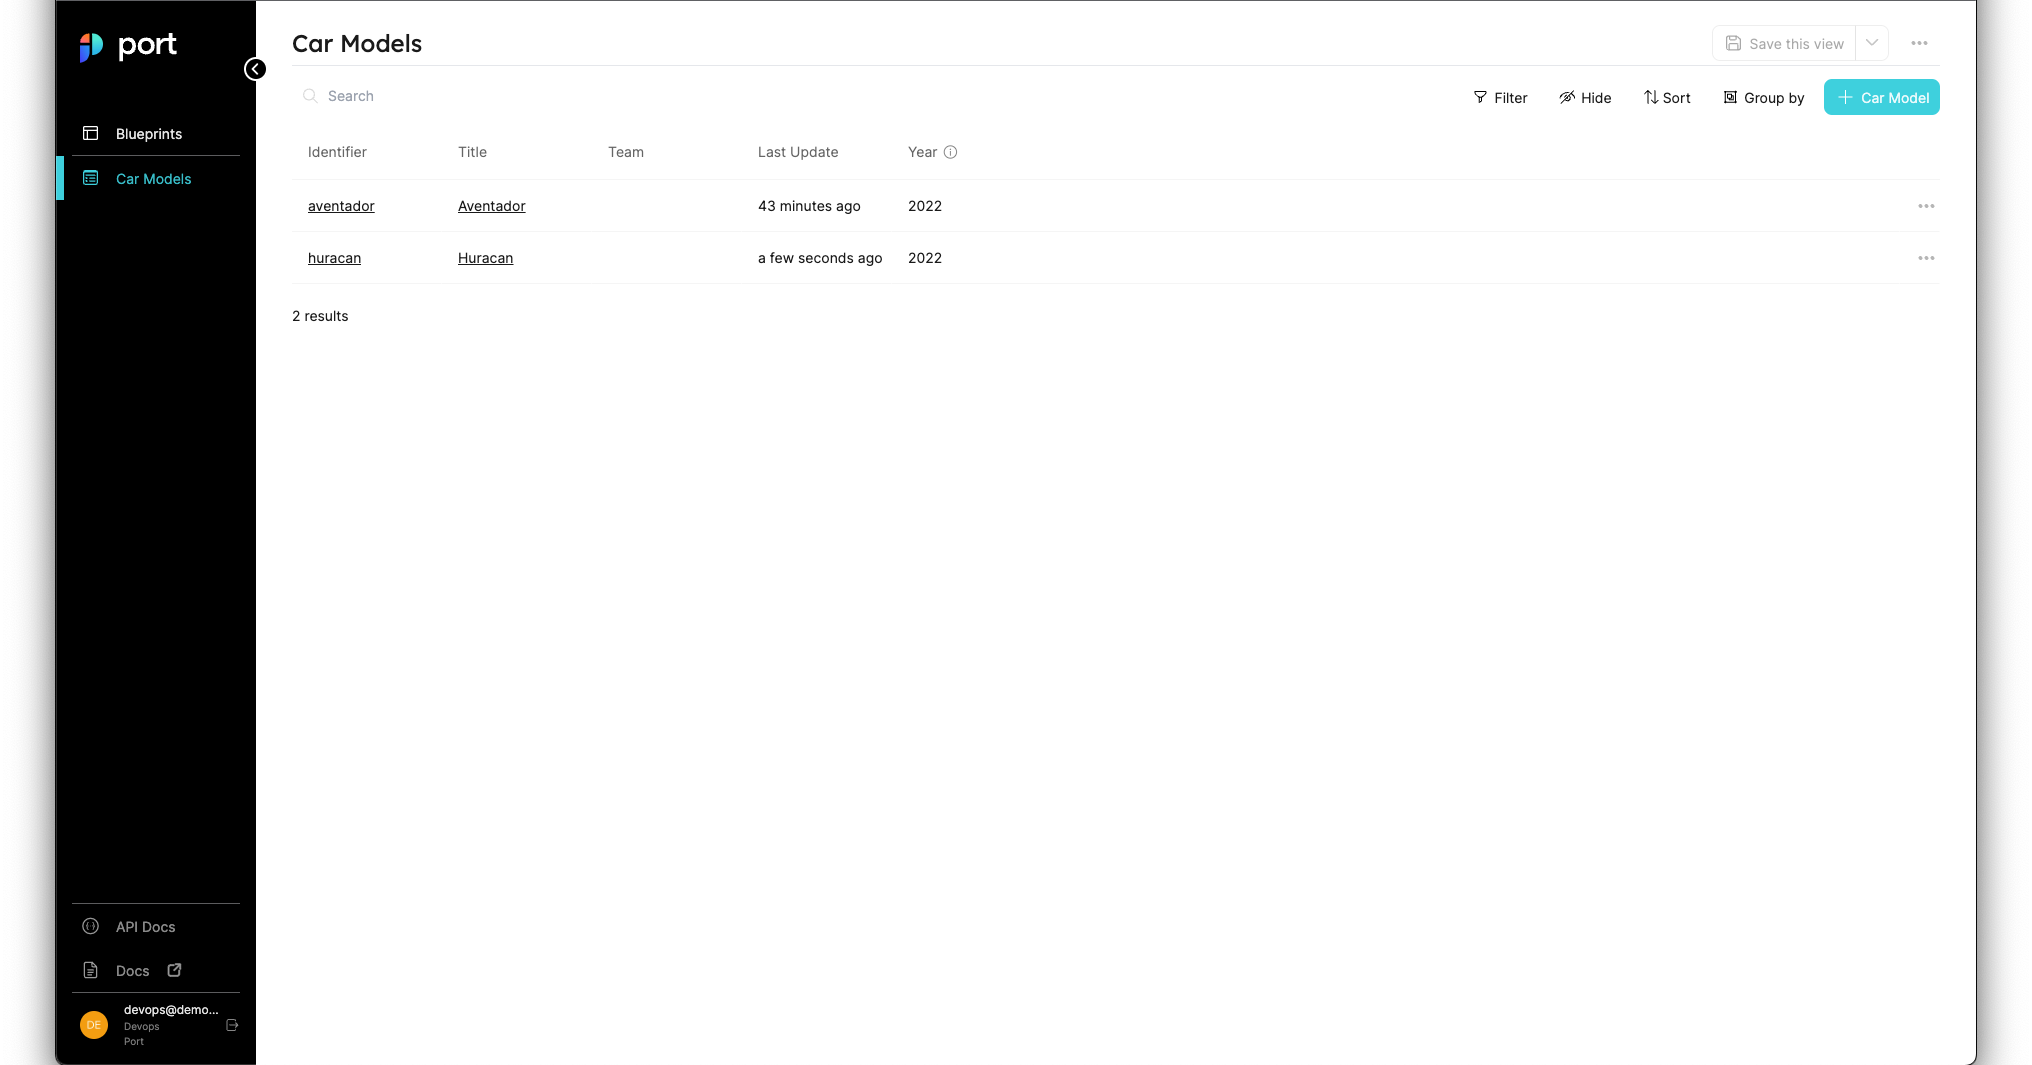 port
Blueprints
Car Models
API Docs
Docs
DE
devops@demo...
Devops
Port
Car Models
Save this view
Search
Filter Hide Sort Group by + Car Model
Identifier Title Team Last Update Year
aventador Aventador 43 minutes ago 2022
huracan Huracan a few seconds ago 2022
2 results